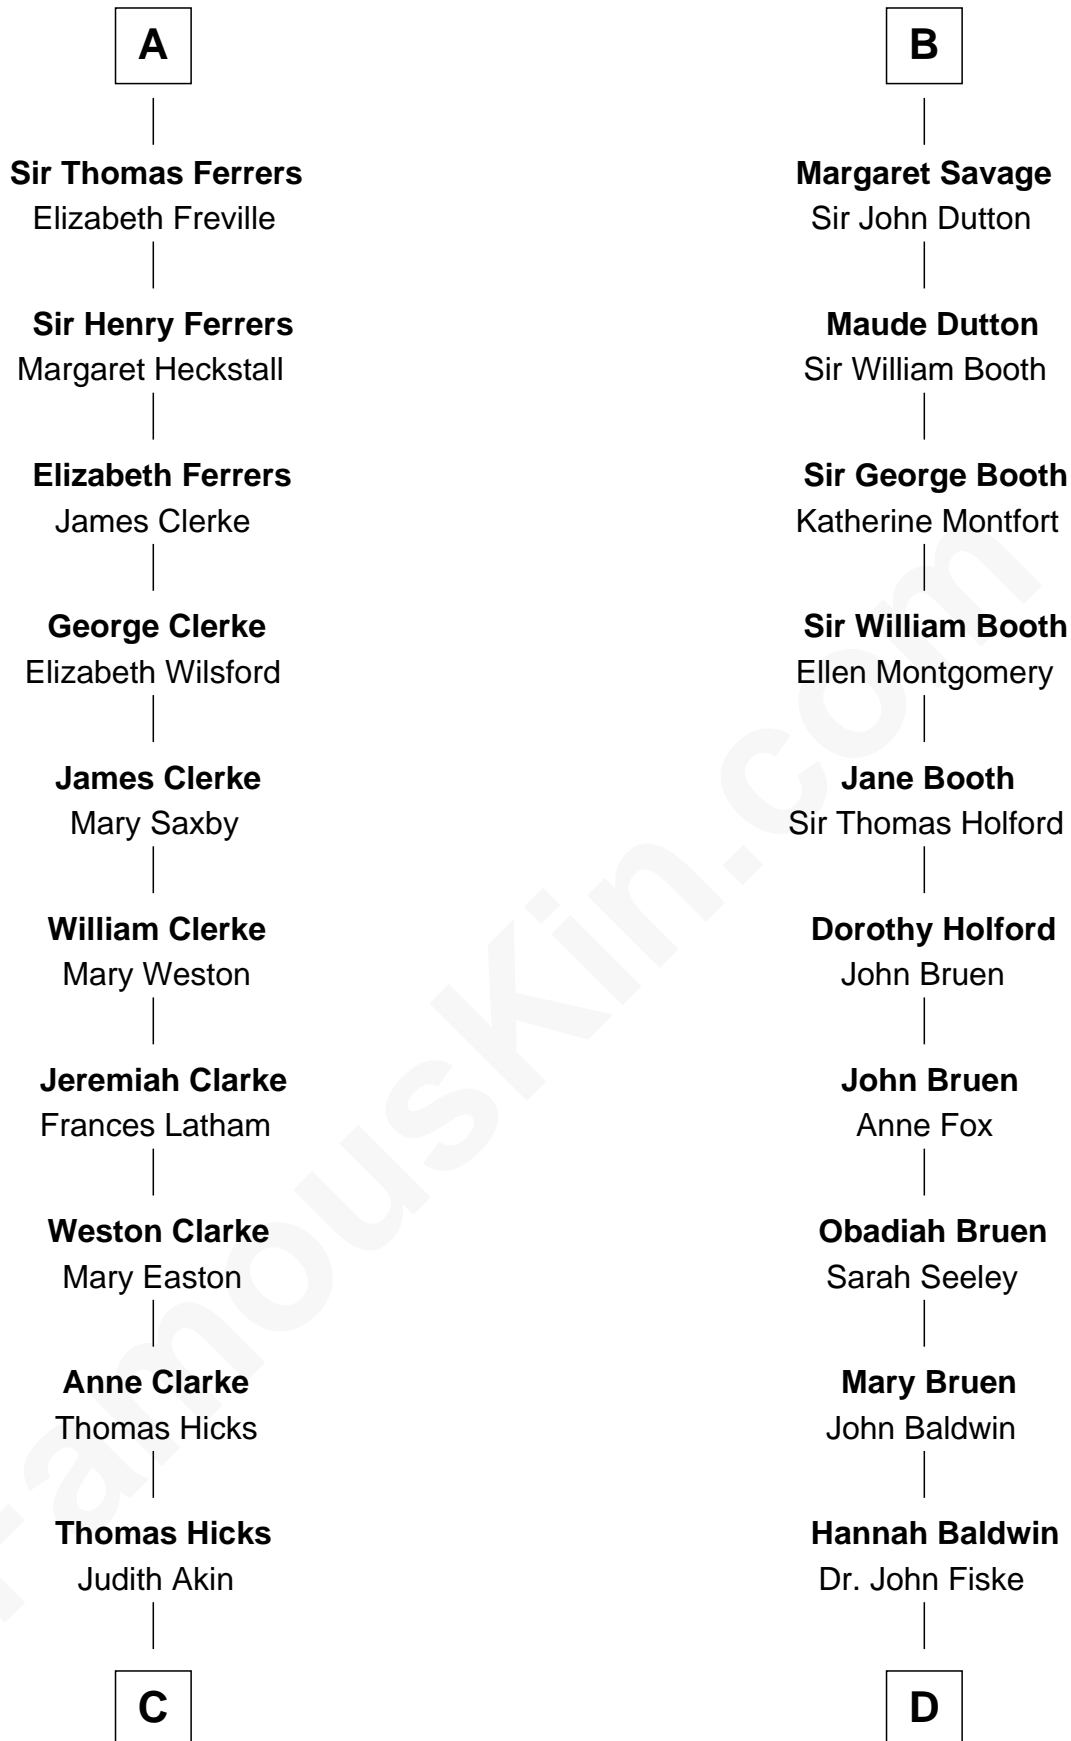 A
Sir Thomas Ferrers
Elizabeth Freville
Sir Henry Ferrers
Margaret Heckstall
Elizabeth Ferrers
James Clerke
George Clerke
Elizabeth Wilsford
James Clerke
Mary Saxby
William Clerke
Mary Weston
Jeremiah Clarke
Frances Latham
Weston Clarke
Mary Easton
Anne Clarke
Thomas Hicks
Thomas Hicks
Judith Akin
C
B
Margaret Savage
Sir John Dutton
Maude Dutton
Sir William Booth
Sir George Booth
Katherine Montfort
Sir William Booth
Ellen Montgomery
Jane Booth
Sir Thomas Holford
Dorothy Holford
John Bruen
John Bruen
Anne Fox
Obadiah Bruen
Sarah Seeley
Mary Bruen
John Baldwin
Hannah Baldwin
Dr. John Fiske
D
FamousKin.com